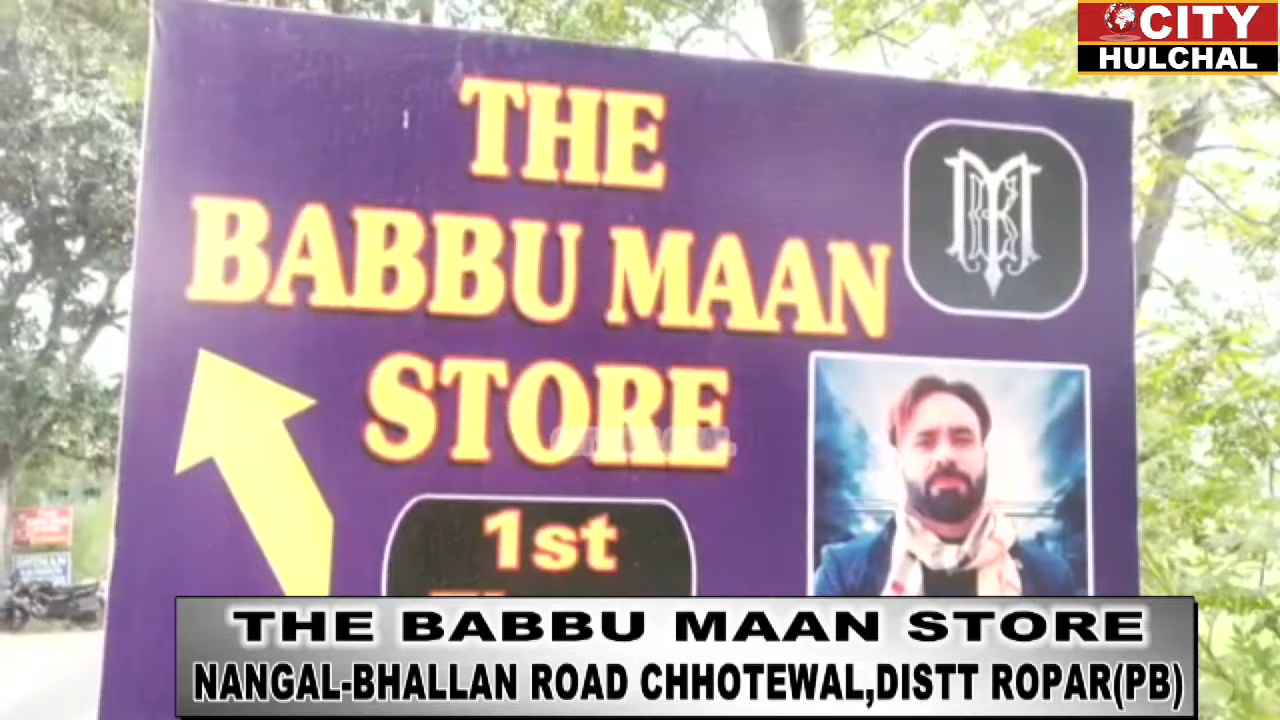 CITY
HULCHAL
THE
BABBU MAAN
STORE
1st
THE BABBU MAAN STORE
NANGAL-BHALLAN ROAD CHHOTEWAL,DISTT ROPAR(PB)